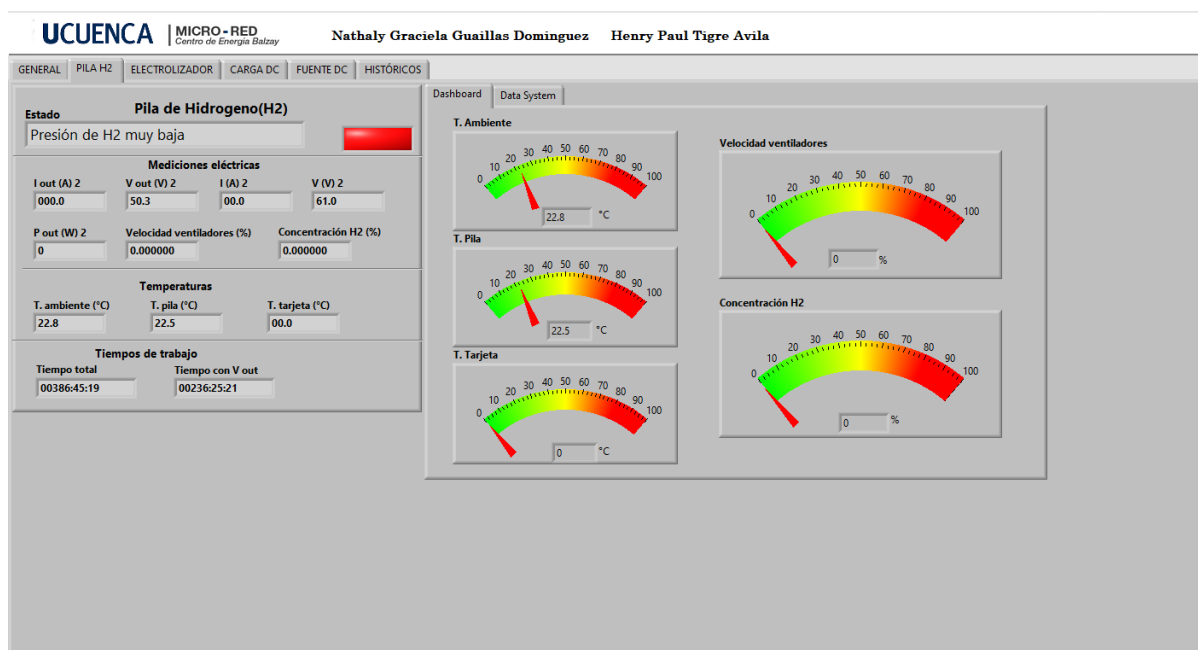 UCUENCA | MICRO-RED
Centro de Energía Balzay
Nathaly Graciela Guaillas Dominguez Henry Paul Tigre Avila
GENERAL PILA H2 ELECTROLIZADOR CARGA DC FUENTE DC HISTÓRICOS
Pila de Hidrogeno(H2)
Estado
Presión de H2 muy baja
Mediciones eléctricas
I out (A) 2 V out (V) 2 I (A) 2 V (V) 2
000.0 50.3 00.0 61.0
P out (W) 2 Velocidad ventiladores (%) Concentración H2 (%)
0 0.000000 0.000000
Temperaturas
T. ambiente (°C) T. pila (°C) T. tarjeta (°C)
22.8 22.5 00.0
Tiempos de trabajo
Tiempo total Tiempo con V out
00386:45:19 00236:25:21
Dashboard Data System
T. Ambiente
0 10 20 30 40 50 60 70 80 90 100
22.8 °C
T. Pila
0 10 20 30 40 50 60 70 80 90 100
22.5 °C
T. Tarjeta
0 10 20 30 40 50 60 70 80 90 100
0 °C
Velocidad ventiladores
0 10 20 30 40 50 60 70 80 90 100
0 %
Concentración H2
0 10 20 30 40 50 60 70 80 90 100
0 %